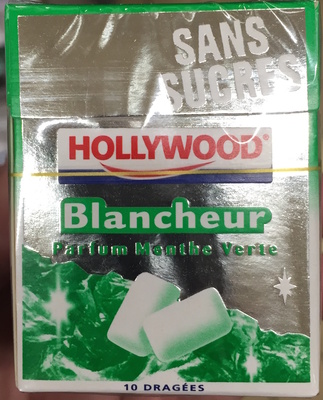 SANS
SUCRES
HOLLYWOOD
Blancheur
Parfum Menthe Verte
10 DRAGÉES